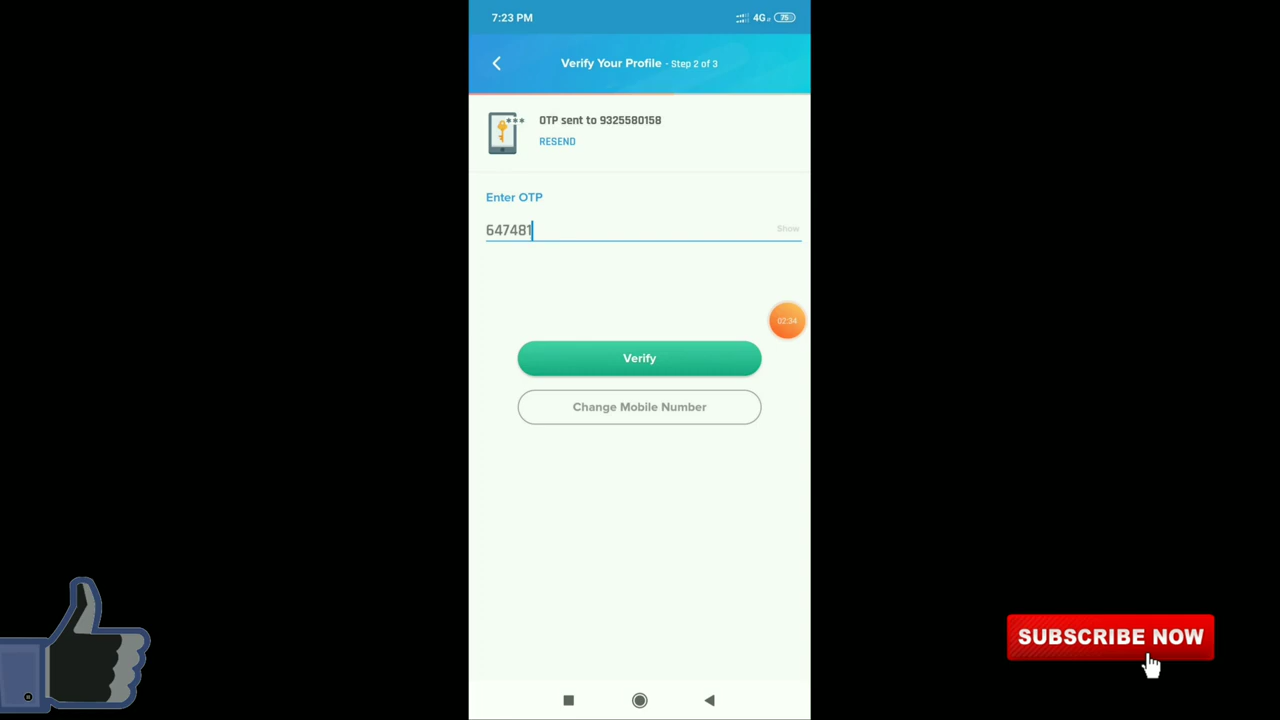 7:23 PM
4G
75
Verify Your Profile - Step 2 of 3
OTP sent to 9325580158
RESEND
Enter OTP
647481
Show
02:34
Verify
Change Mobile Number
SUBSCRIBE NOW